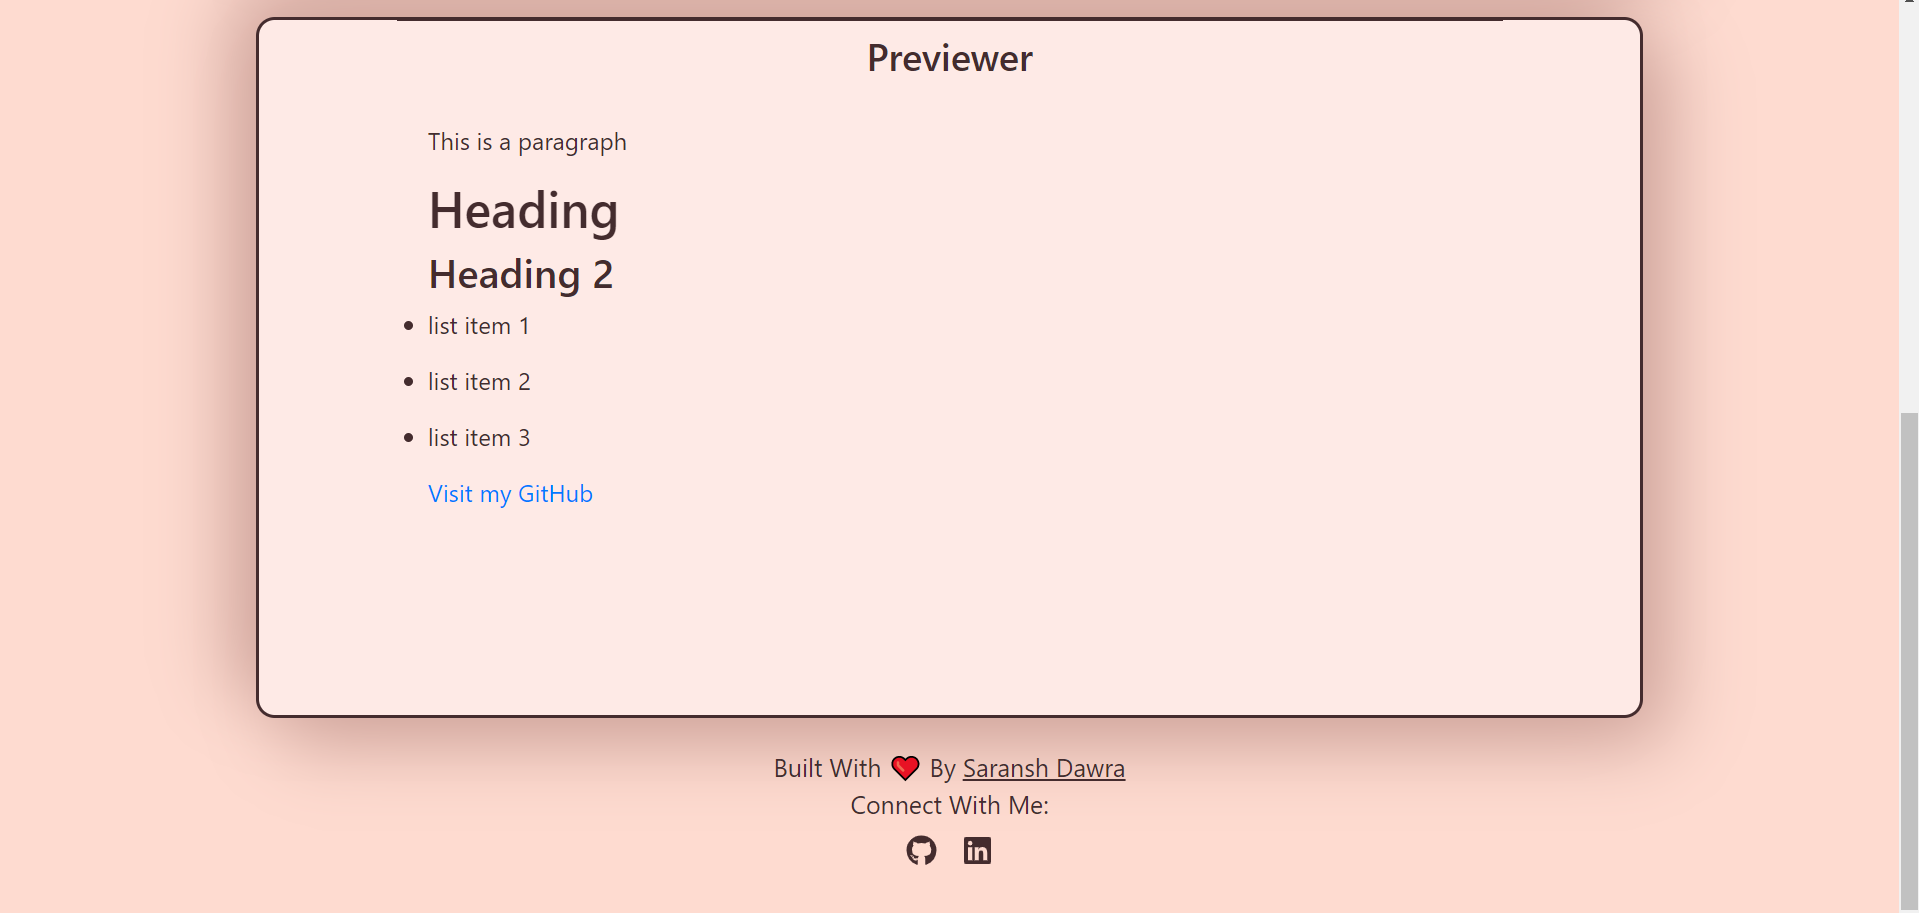 Previewer
This is a paragraph
Heading
Heading 2
• list item 1
• list item 2
• list item 3
Visit my GitHub
Built With ❤️ By Saransh Dawra
Connect With Me:
in